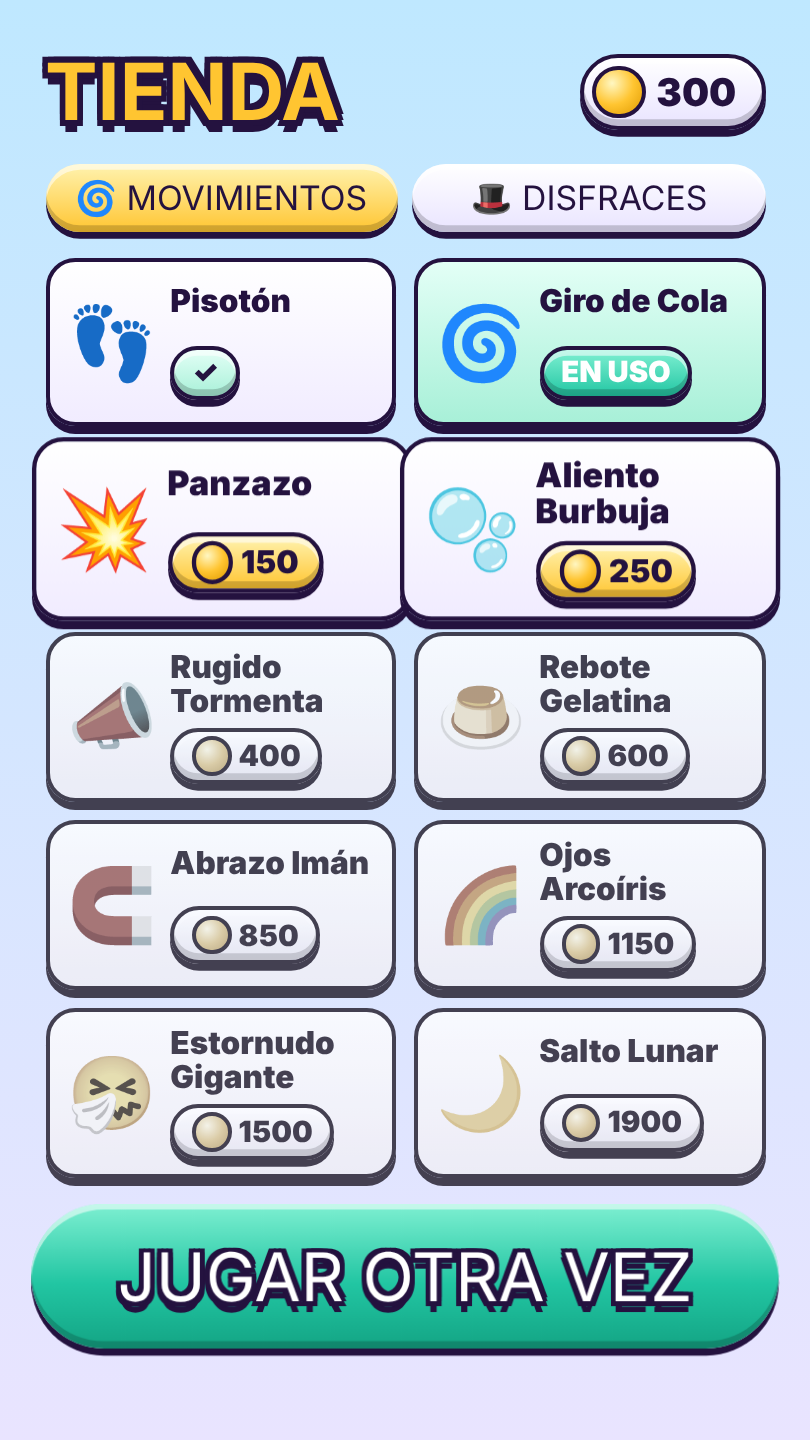 TIENDA
300
MOVIMIENTOS
DISFRACES
Pisotón
Giro de Cola
EN USO
Panzazo
150
Aliento
Burbuja
250
Rugido
Tormenta
400
Rebote
Gelatina
600
Abrazo Imán
850
Ojos
Arcoíris
1150
Estornudo
Gigante
1500
Salto Lunar
1900
JUGAR OTRA VEZ